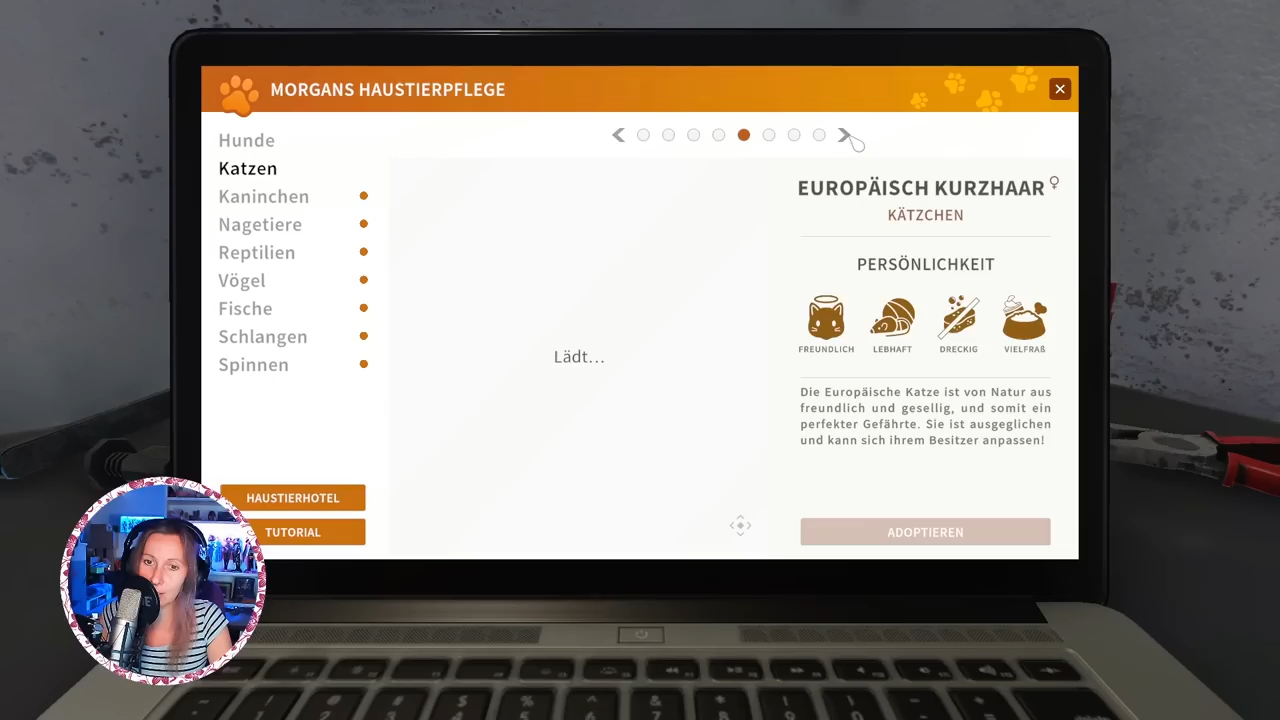 MORGANS HAUSTIERPFLEGE
Hunde
Katzen
Kaninchen
Nagetiere
Reptilien
Vögel
Fische
Schlangen
Spinnen
HAUSTIERHOTEL
TUTORIAL
Lädt...
EUROPÄISCH KURZHAAR
KÄTZCHEN
PERSÖNLICHKEIT
FREUNDLICH LEBHAFT DRECKIG VIELFRAß
Die Europäische Katze ist von Natur aus
freundlich und gesellig, und somit ein
perfekter Gefährte. Sie ist ausgeglichen
und kann sich ihrem Besitzer anpassen!
ADOPTIEREN